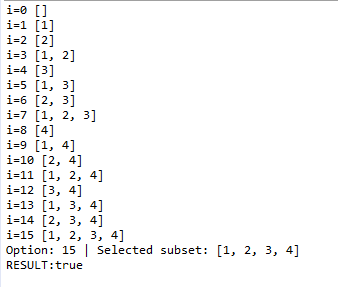 i=0 []
i=1 [1]
i=2 [2]
i=3 [1, 2]
i=4 [3]
i=5 [1, 3]
i=6 [2, 3]
i=7 [1, 2, 3]
i=8 [4]
i=9 [1, 4]
i=10 [2, 4]
i=11 [1, 2, 4]
i=12 [3, 4]
i=13 [1, 3, 4]
i=14 [2, 3, 4]
i=15 [1, 2, 3, 4]
Option: 15 | Selected subset: [1, 2, 3, 4]
RESULT:true